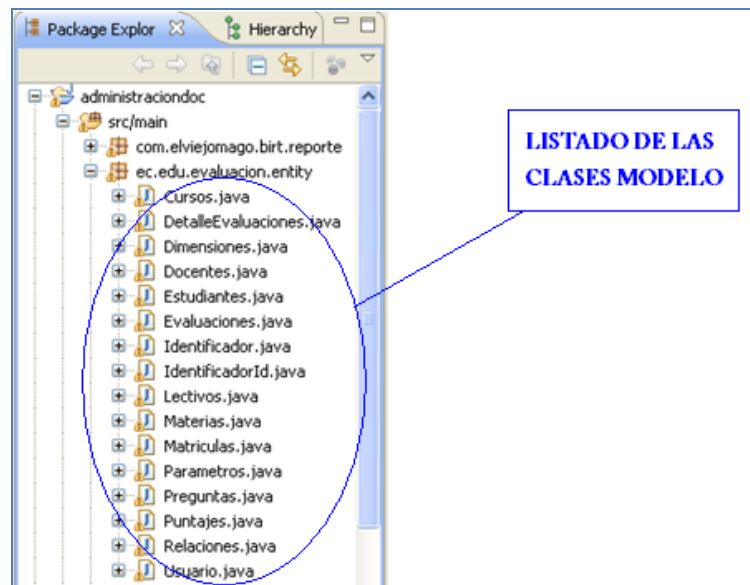 Package Explor
Hierarchy
administraciondoc
src/main
com.elviejomago.birt.reporte
ec.edu.evaluacion.entity
Cursos.java
DetalleEvaluaciones.java
Dimensiones.java
Docentes.java
Estudiantes.java
Evaluaciones.java
Identificador.java
IdentificadorId.java
Lectivos.java
Materias.java
Matriculas.java
Parametros.java
Preguntas.java
Puntajes.java
Relaciones.java
Usuario.java
LISTADO DE LAS
CLASES MODELO